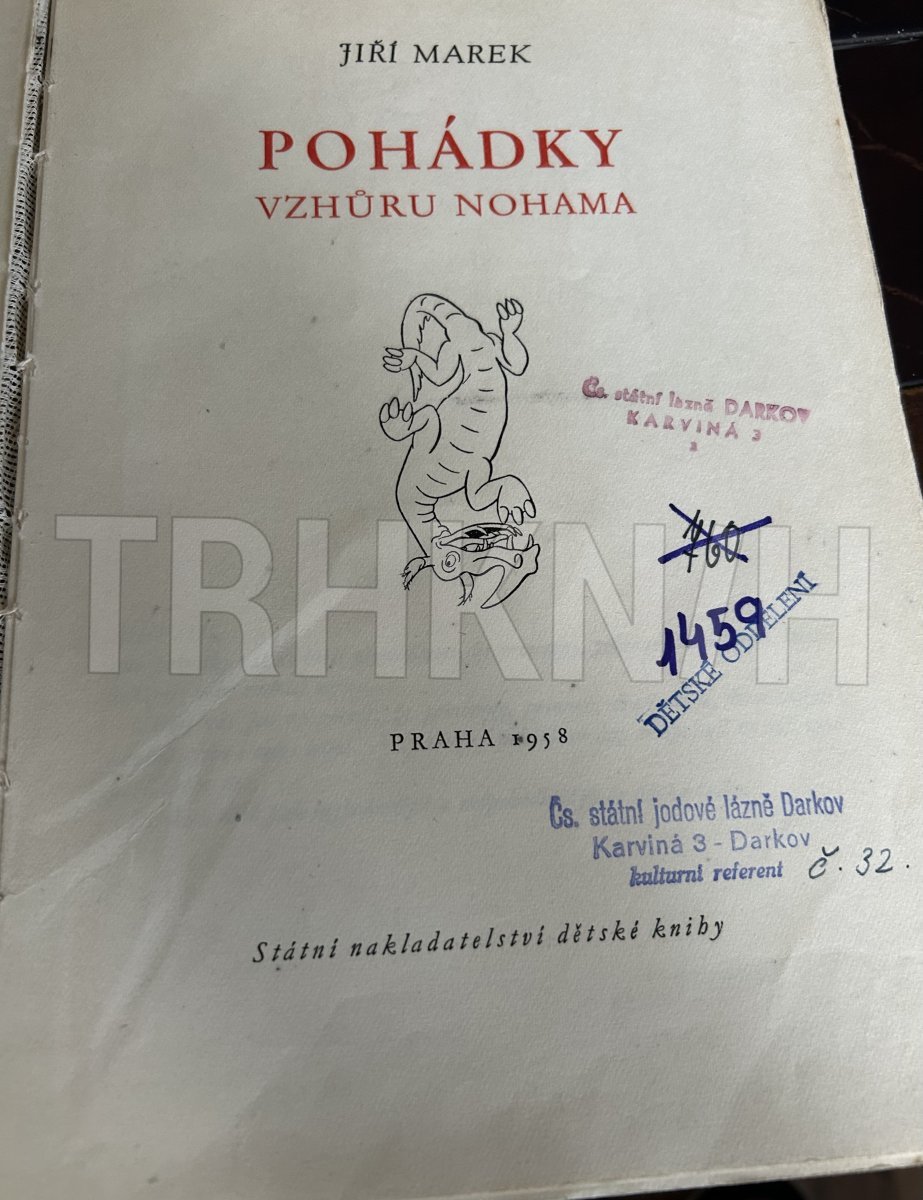 JIŘÍ MAREK
POHÁDKY
VZHŮRU NOHAMA
Čs. státní lázně DARKOV
KARVINÁ 3
2
760
1459
DĚTSKÉ ODDĚLENÍ
TRHKNIH
PRAHA 1958
Čs. státní jodové lázně Darkov
Karviná 3 - Darkov
kulturní referent č. 32.
Státní nakladatelství dětské knihy